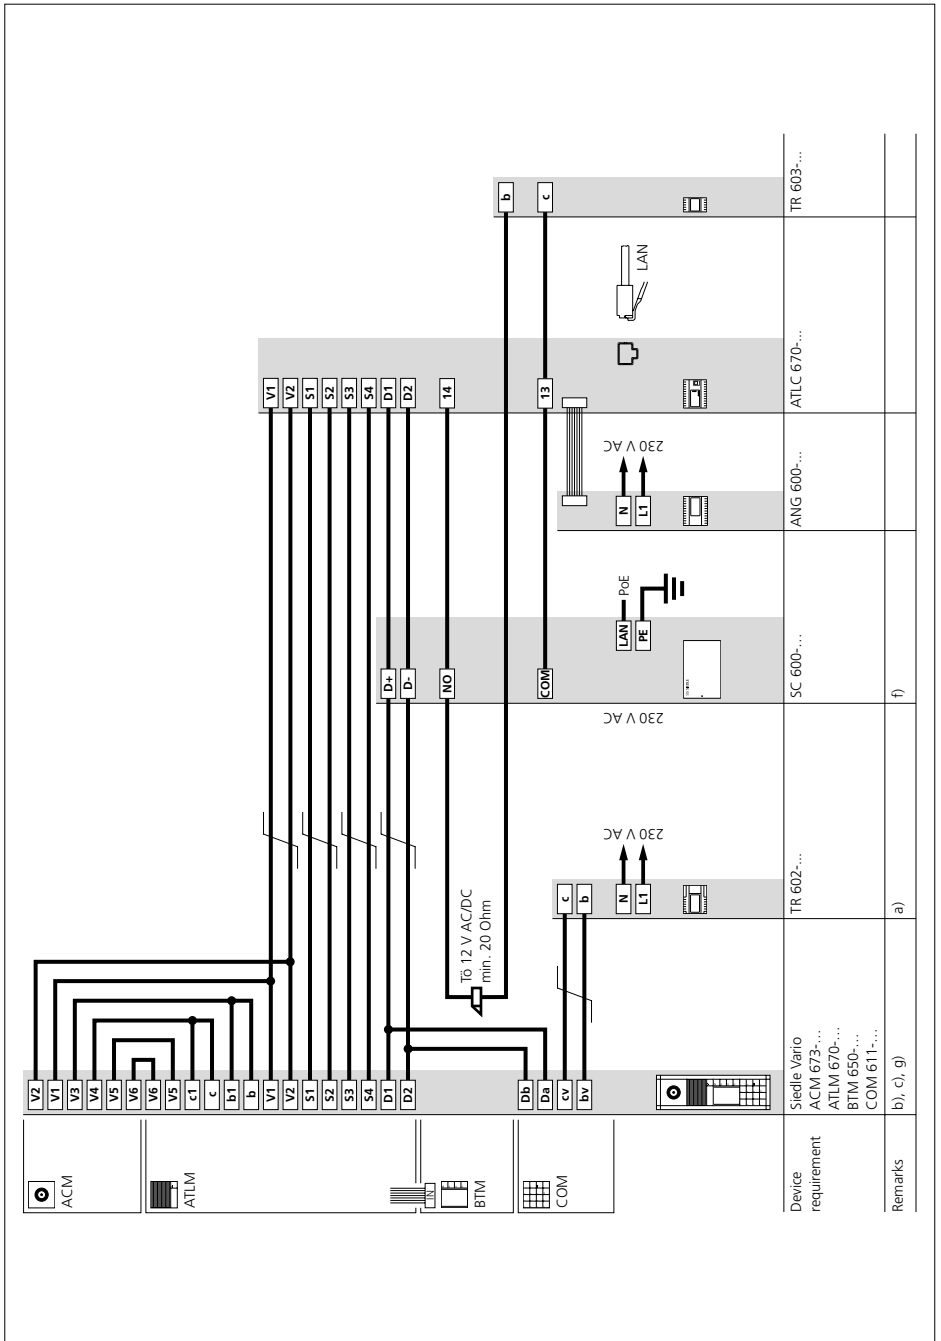 ACM
ATLM
IN
BTM
COM
V2
V1
V3
V4
V5
V6
V6
V5
c1
c
b1
b
V1
V2
S1
S2
S3
S4
D1
D2
Db
Da
cv
bv
Tö 12 V AC/DC
min. 20 Ohm
c
b
N
L1
230 V AC
230 V AC
D+
D-
NO
COM
LAN
PoE
PE
N
L1
230 V AC
V1
V2
S1
S2
S3
S4
D1
D2
14
13
LAN
b
c
Device
requirement
Siedle Vario
ACM 673-...
ATLM 670-...
BTM 650-...
COM 611-...
TR 602-...
SC 600-...
ANG 600-...
ATLC 670-...
TR 603-...
Remarks
b), c), g)
a)
f)